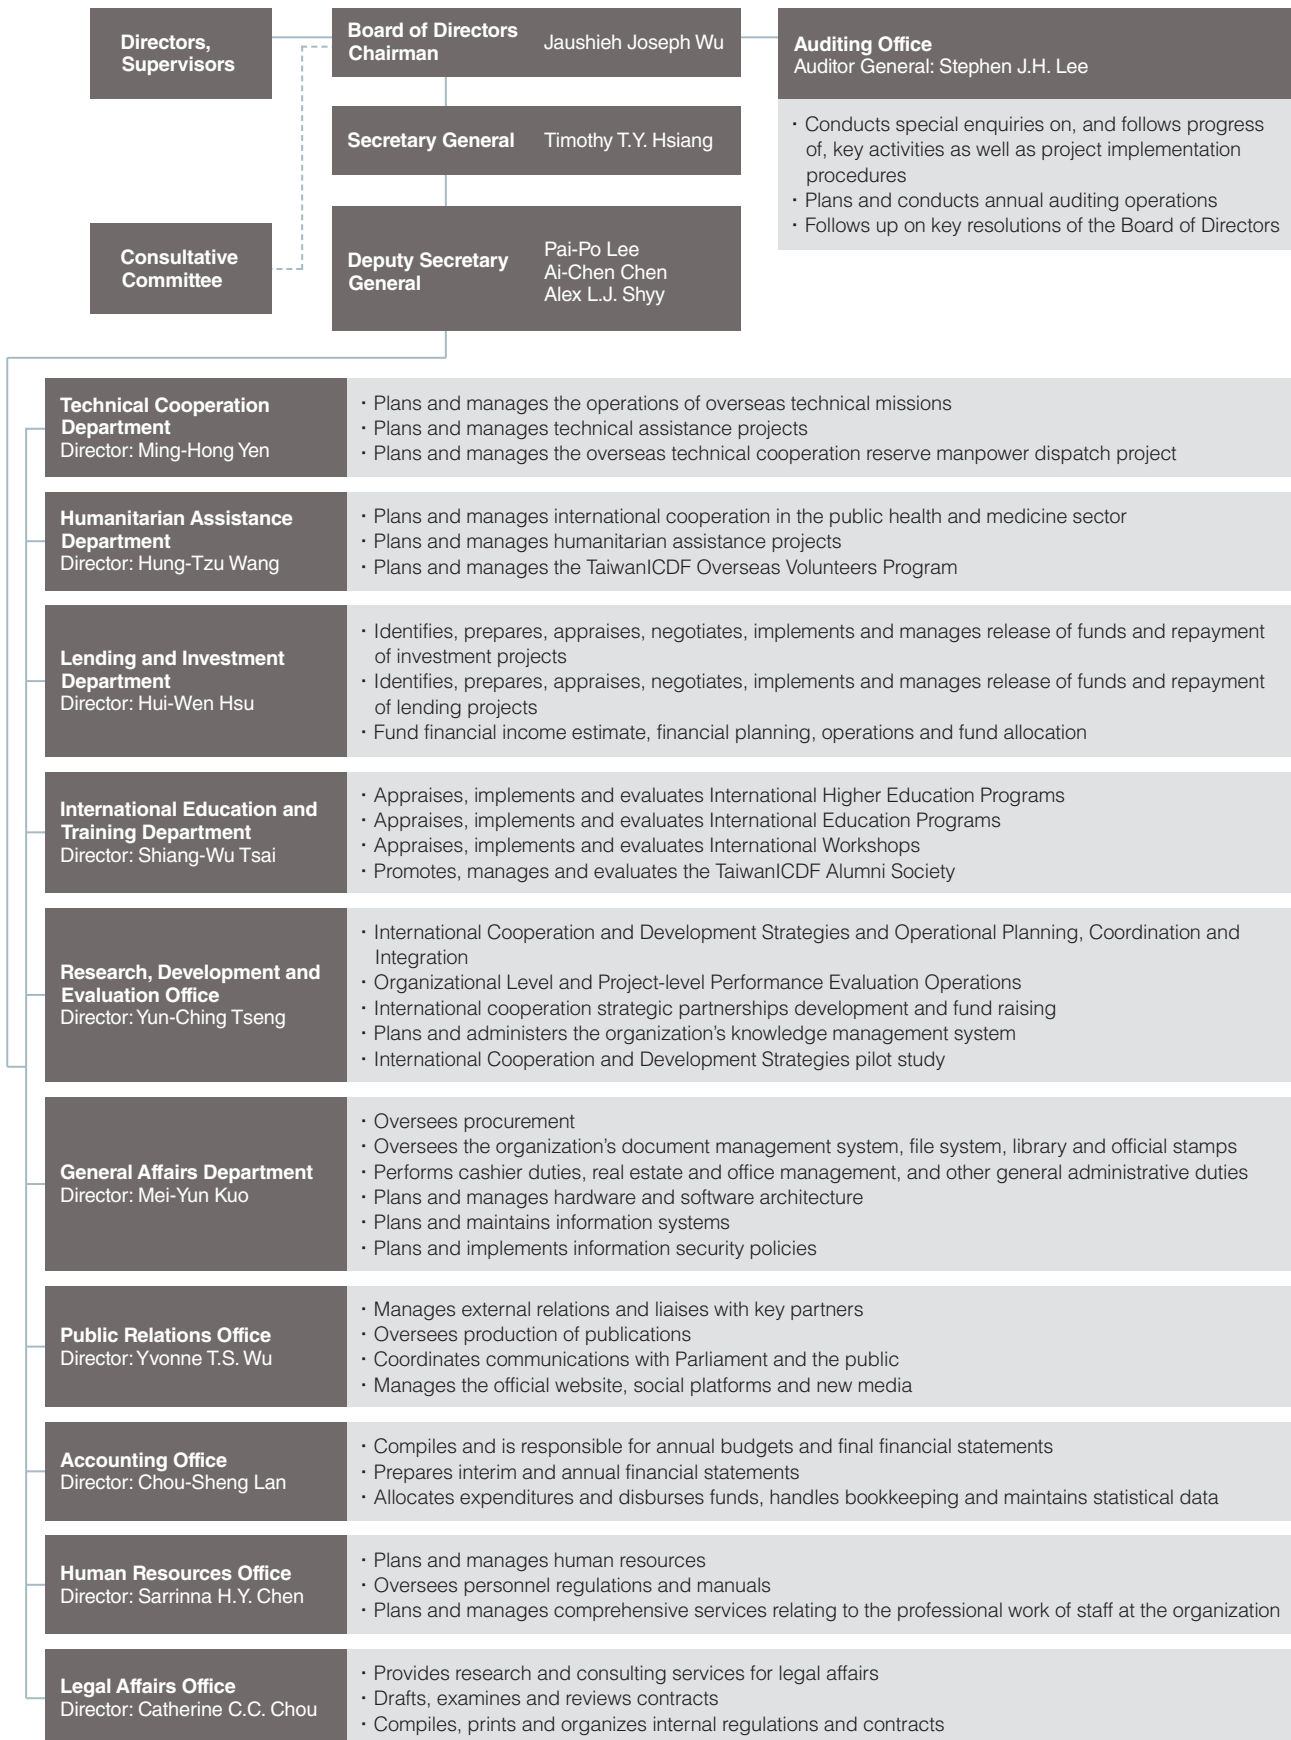 Directors,
Supervisors
Board of Directors
Chairman
Jaushieh Joseph Wu
Auditing Office
Auditor General: Stephen J.H. Lee
· Conducts special enquiries on, and follows progress
of, key activities as well as project implementation
procedures
· Plans and conducts annual auditing operations
· Follows up on key resolutions of the Board of Directors
Secretary General
Timothy T.Y. Hsiang
Consultative
Committee
Deputy Secretary
General
Pai-Po Lee
Ai-Chen Chen
Alex L.J. Shyy
Technical Cooperation
Department
Director: Ming-Hong Yen
· Plans and manages the operations of overseas technical missions
· Plans and manages technical assistance projects
· Plans and manages the overseas technical cooperation reserve manpower dispatch project
Humanitarian Assistance
Department
Director: Hung-Tzu Wang
· Plans and manages international cooperation in the public health and medicine sector
· Plans and manages humanitarian assistance projects
· Plans and manages the TaiwanICDF Overseas Volunteers Program
Lending and Investment
Department
Director: Hui-Wen Hsu
· Identifies, prepares, appraises, negotiates, implements and manages release of funds and repayment
of investment projects
· Identifies, prepares, appraises, negotiates, implements and manages release of funds and repayment
of lending projects
· Fund financial income estimate, financial planning, operations and fund allocation
International Education and
Training Department
Director: Shiang-Wu Tsai
· Appraises, implements and evaluates International Higher Education Programs
· Appraises, implements and evaluates International Education Programs
· Appraises, implements and evaluates International Workshops
· Promotes, manages and evaluates the TaiwanICDF Alumni Society
Research, Development and
Evaluation Office
Director: Yun-Ching Tseng
· International Cooperation and Development Strategies and Operational Planning, Coordination and
Integration
· Organizational Level and Project-level Performance Evaluation Operations
· International cooperation strategic partnerships development and fund raising
· Plans and administers the organization's knowledge management system
· International Cooperation and Development Strategies pilot study
General Affairs Department
Director: Mei-Yun Kuo
· Oversees procurement
· Oversees the organization's document management system, file system, library and official stamps
· Performs cashier duties, real estate and office management, and other general administrative duties
· Plans and manages hardware and software architecture
· Plans and maintains information systems
· Plans and implements information security policies
Public Relations Office
Director: Yvonne T.S. Wu
· Manages external relations and liaises with key partners
· Oversees production of publications
· Coordinates communications with Parliament and the public
· Manages the official website, social platforms and new media
Accounting Office
Director: Chou-Sheng Lan
· Compiles and is responsible for annual budgets and final financial statements
· Prepares interim and annual financial statements
· Allocates expenditures and disburses funds, handles bookkeeping and maintains statistical data
Human Resources Office
Director: Sarrinna H.Y. Chen
· Plans and manages human resources
· Oversees personnel regulations and manuals
· Plans and manages comprehensive services relating to the professional work of staff at the organization
Legal Affairs Office
Director: Catherine C.C. Chou
· Provides research and consulting services for legal affairs
· Drafts, examines and reviews contracts
· Compiles, prints and organizes internal regulations and contracts